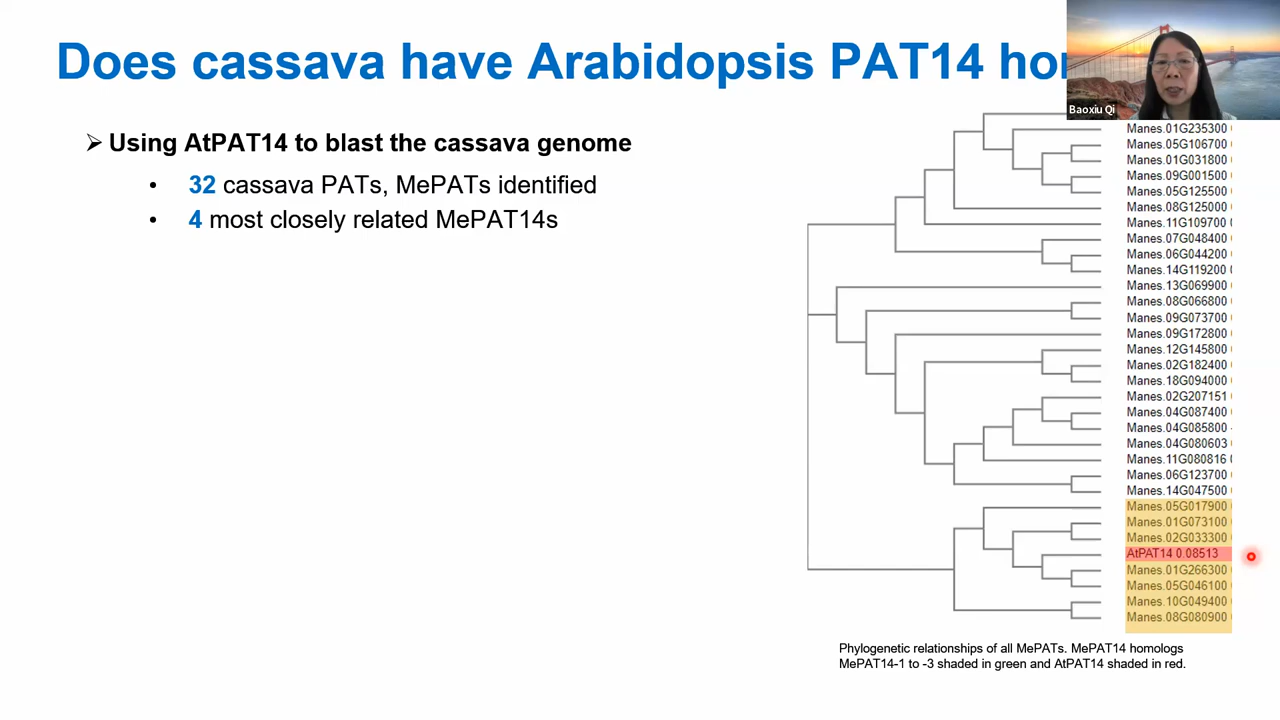 Does cassava have Arabidopsis PAT14
Baoxiu Qi
➢ Using AtPAT14 to blast the cassava genome
• 32 cassava PATs, MePATs identified
• 4 most closely related MePAT14s
Manes.01G235300
Manes.05G106700
Manes.01G031800
Manes.09G001500
Manes.05G125500
Manes.08G125000
Manes.11G109700
Manes.07G048400
Manes.06G044200
Manes.14G119200
Manes.13G069900
Manes.08G066800
Manes.09G073700
Manes.09G172800
Manes.12G145800
Manes.02G182400
Manes.18G094000
Manes.02G207151
Manes.04G087400
Manes.04G085800
Manes.04G080603
Manes.11G080816
Manes.06G123700
Manes.14G047500
Manes.05G017900
Manes.01G073100
Manes.02G033300
AtPAT14 0.08513
Manes.01G266300
Manes.05G046100
Manes.10G049400
Manes.08G080900
Phylogenetic relationships of all MePATs. MePAT14 homologs
MePAT14-1 to -3 shaded in green and AtPAT14 shaded in red.